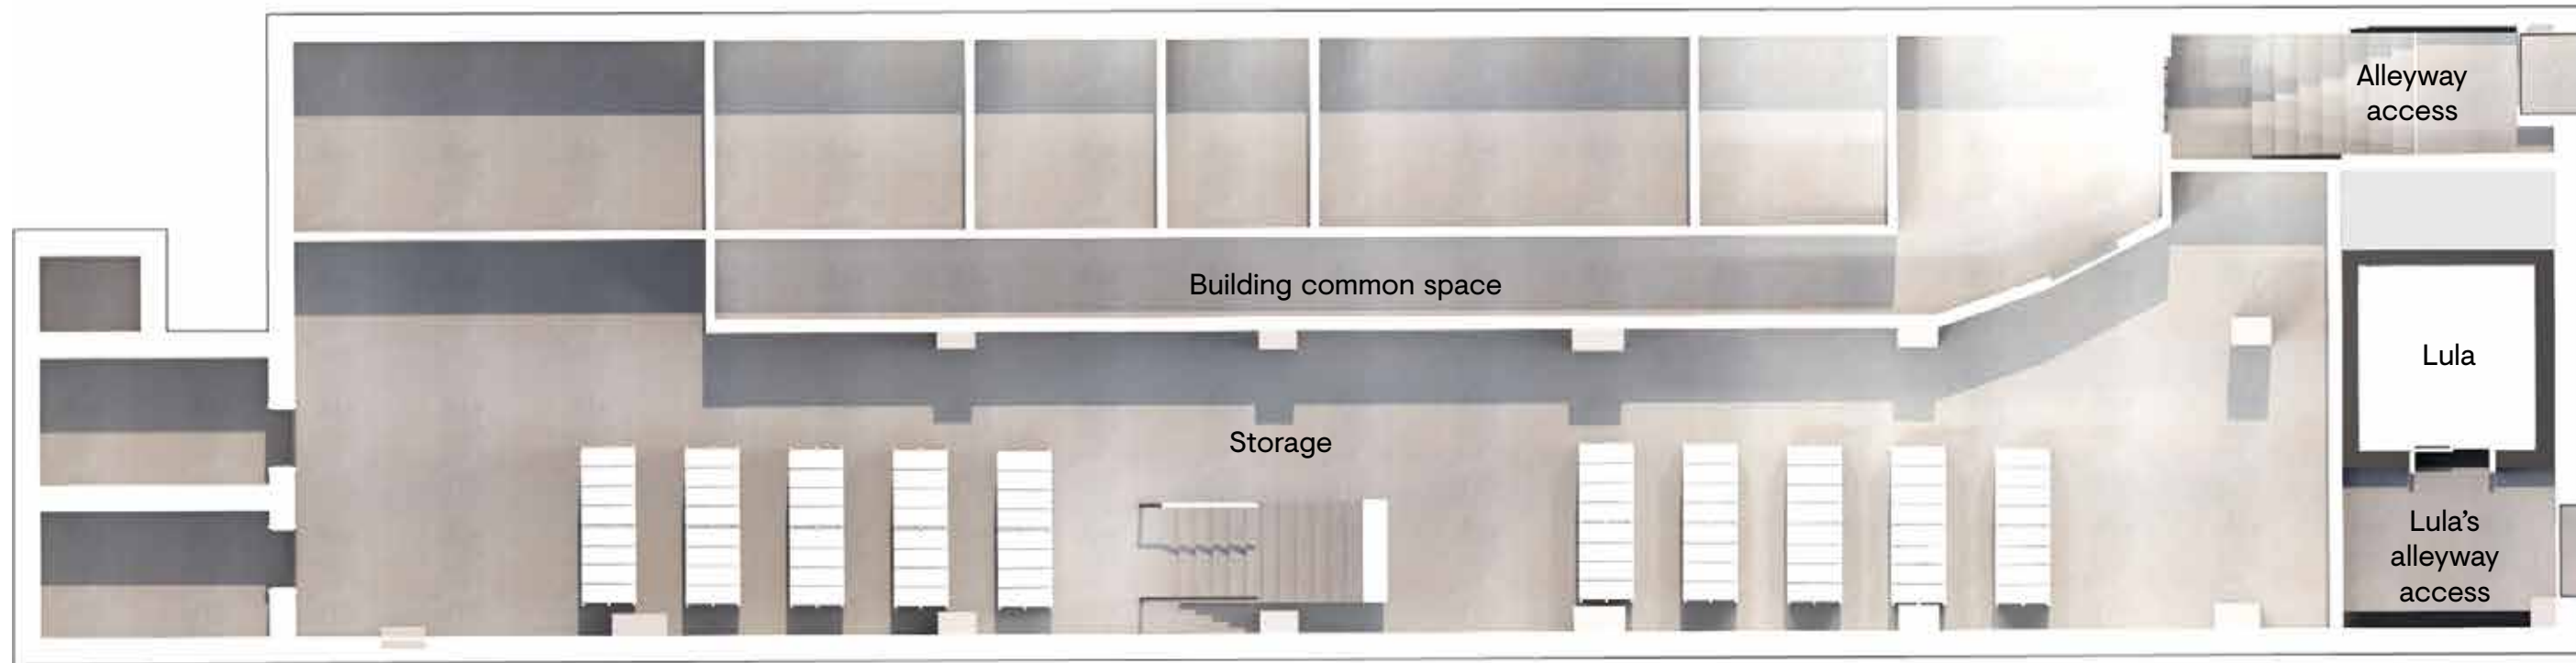 Alleyway
access
Building common space
Lula
Storage
Lula’s
alleyway
access